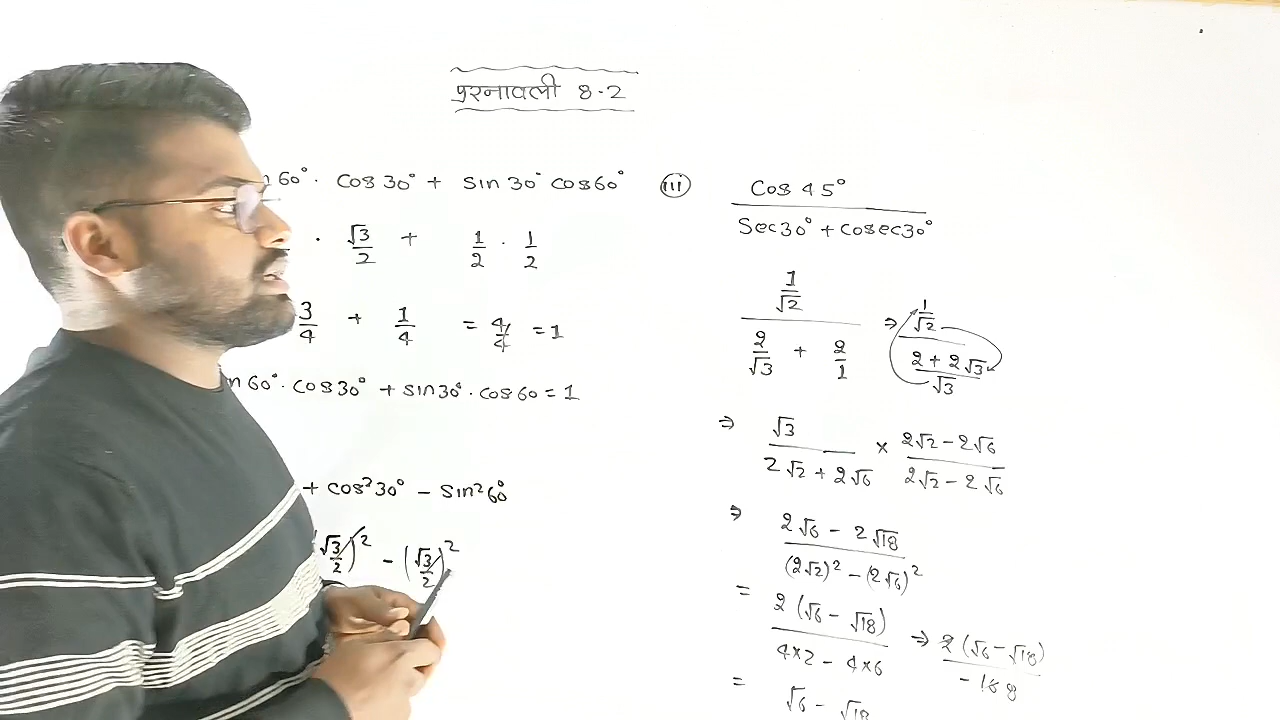 प्रश्नावली 8.2
n 60° · cos 30° + sin 30° cos 60°
· √3/2 + 1/2 · 1/2
3/4 + 1/4 = 4/4 = 1
n 60° · cos 30° + sin 30° · cos 60 = 1
+ cos² 30° − sin² 60°
(√3/2)² − (√3/2)²
(iii) Cos 45° / Sec 30° + cosec 30°
1/√2 / 2/√3 + 2/1 ⇒ 1/√2 / 2 + 2√3/√3
⇒ √3 / 2√2 + 2√6 × 2√2 − 2√6 / 2√2 − 2√6
⇒ 2√6 − 2√18 / (2√2)² − (2√6)²
= 2(√6 − √18) / 4×2 − 4×6 ⇒ 2(√6 − √18)
= √6 − √18